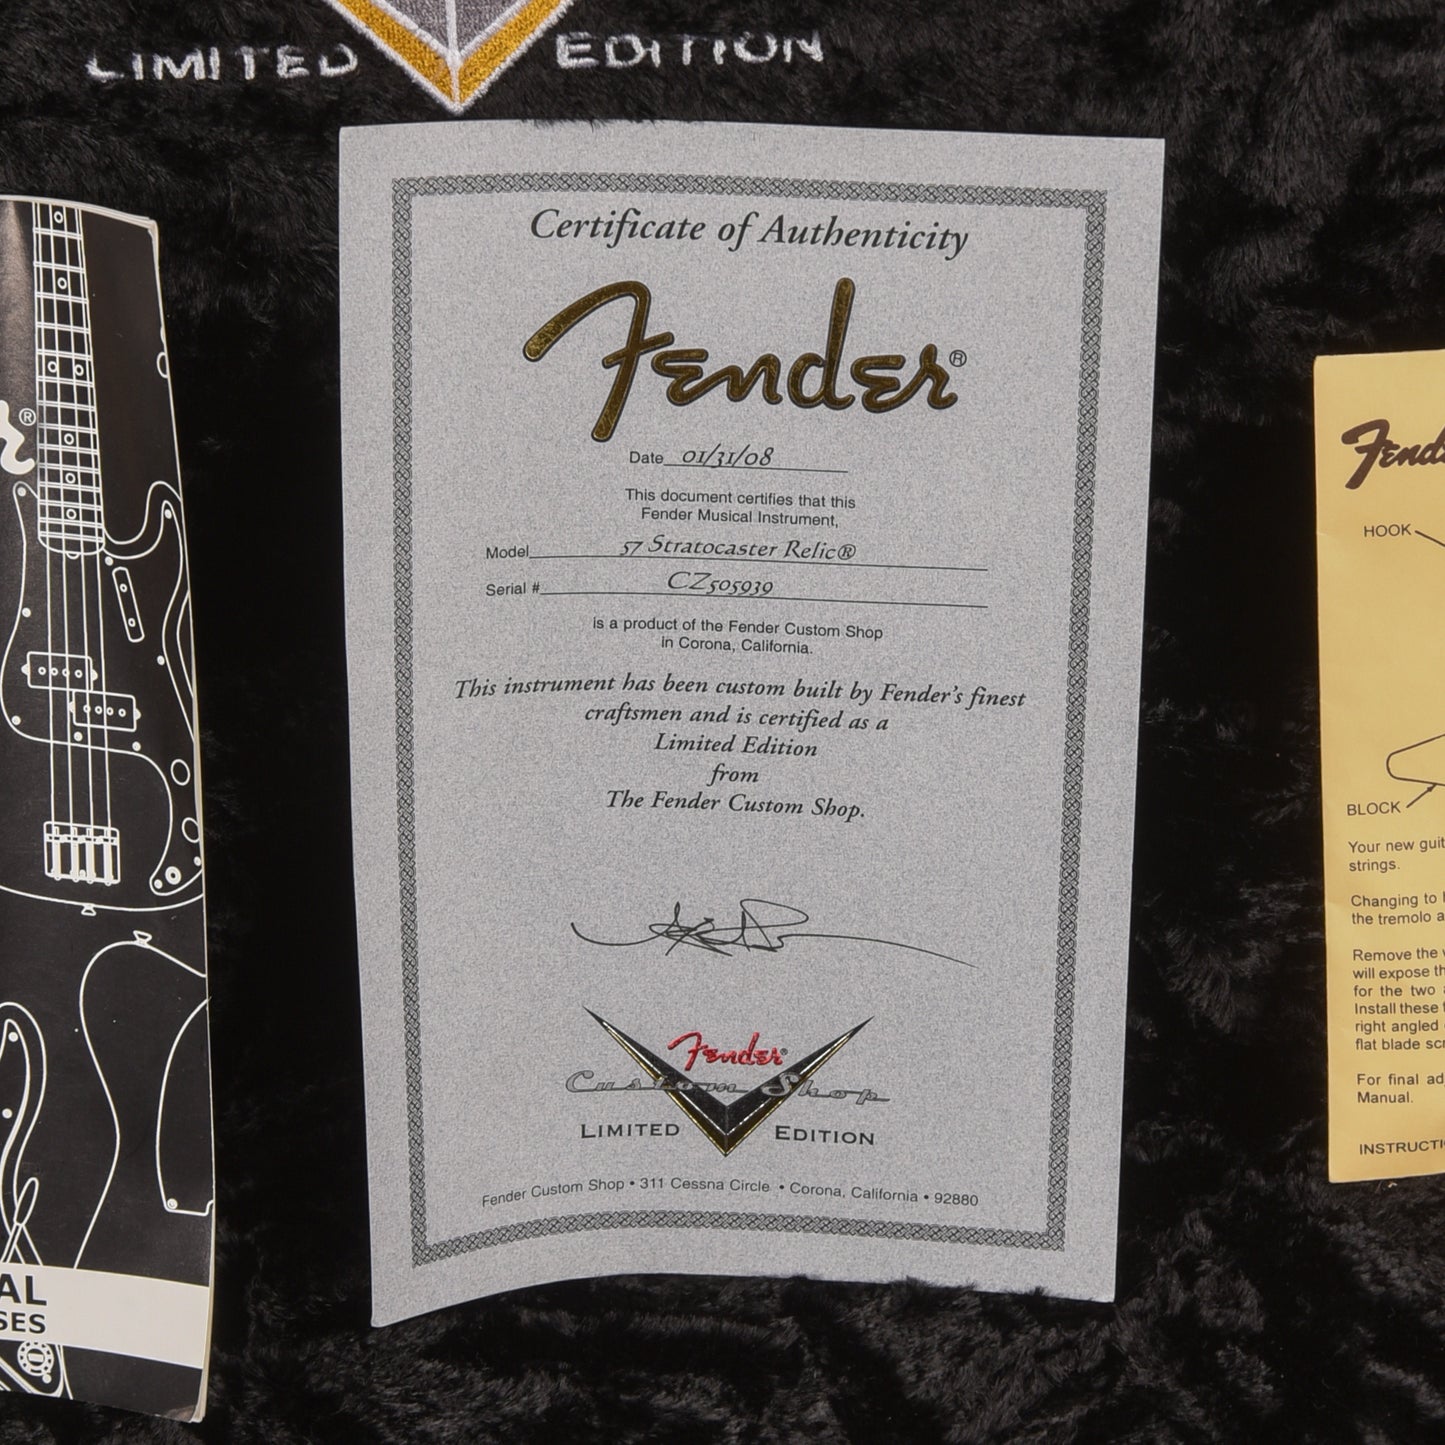 LIMITED EDITION
Certificate of Authenticity
Fender®
Date 01/31/08
This document certifies that this
Fender Musical Instrument,
Model 57 Stratocaster Relic®
Serial # CZ505939
is a product of the Fender Custom Shop
in Corona, California.
This instrument has been custom built by Fender's finest
craftsmen and is certified as a
Limited Edition
from
The Fender Custom Shop.
Fender®
Custom Shop
LIMITED EDITION
Fender Custom Shop • 311 Cessna Circle • Corona, California • 92880
r®
AL
SES
Fend
HOOK
BLOCK
Your new guit
strings.
Changing to
the tremolo a
Remove the
will expose th
for the two
Install these
right angled
flat blade scr
For final ad
Manual.
INSTRUCTI